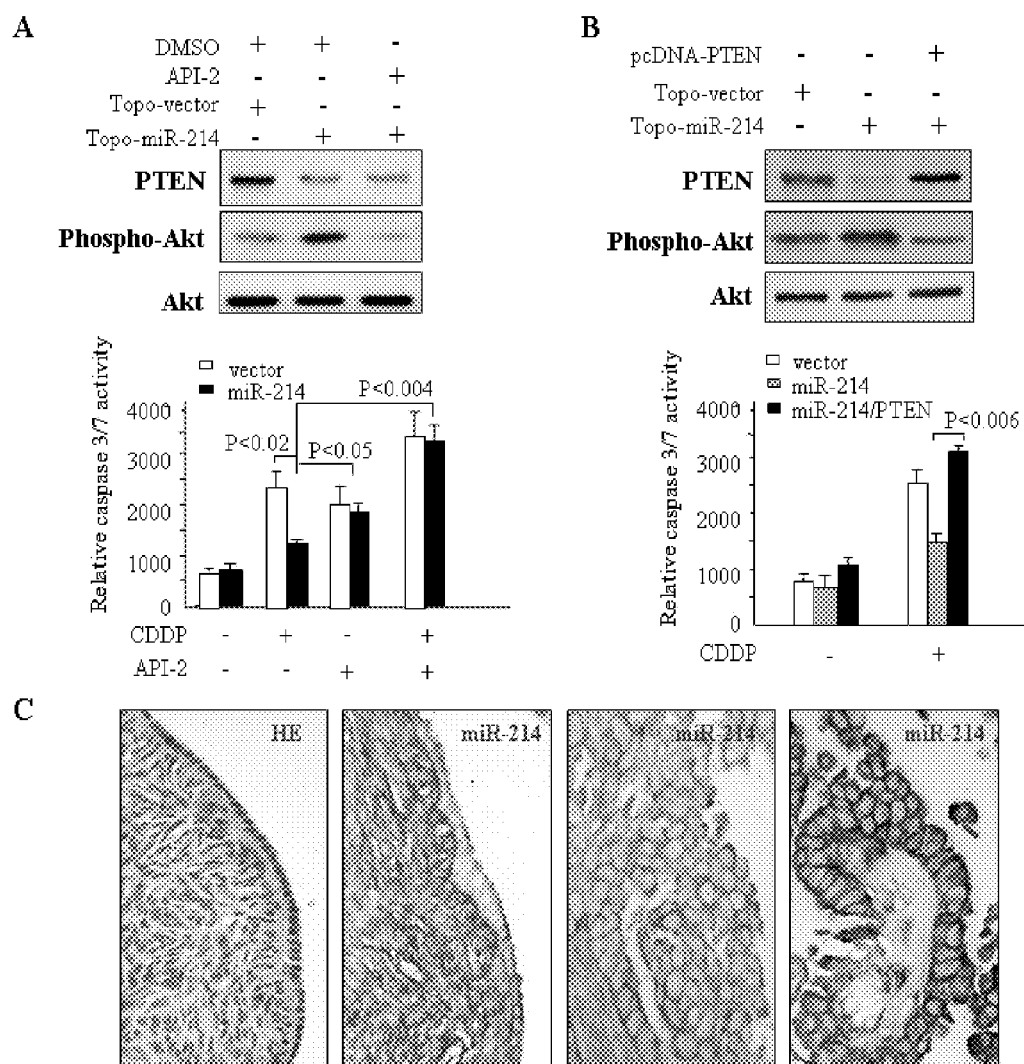 A
DMSO + + -
API-2 - - +
Topo-vector + - -
Topo-miR-214 - + +
PTEN
Phospho-Akt
Akt
vector
miR-214
P<0.004
P<0.02
P<0.05
Relative caspase 3/7 activity
4000
3000
2000
1000
0
CDDP - + - +
API-2 - - + +
B
pcDNA-PTEN - - +
Topo-vector + - -
Topo-miR-214 - + +
PTEN
Phospho-Akt
Akt
vector
miR-214
miR-214/PTEN
P<0.006
Relative caspase 3/7 activity
4000
3000
2000
1000
0
CDDP - +
C
HE
miR-214
miR-214
miR-214